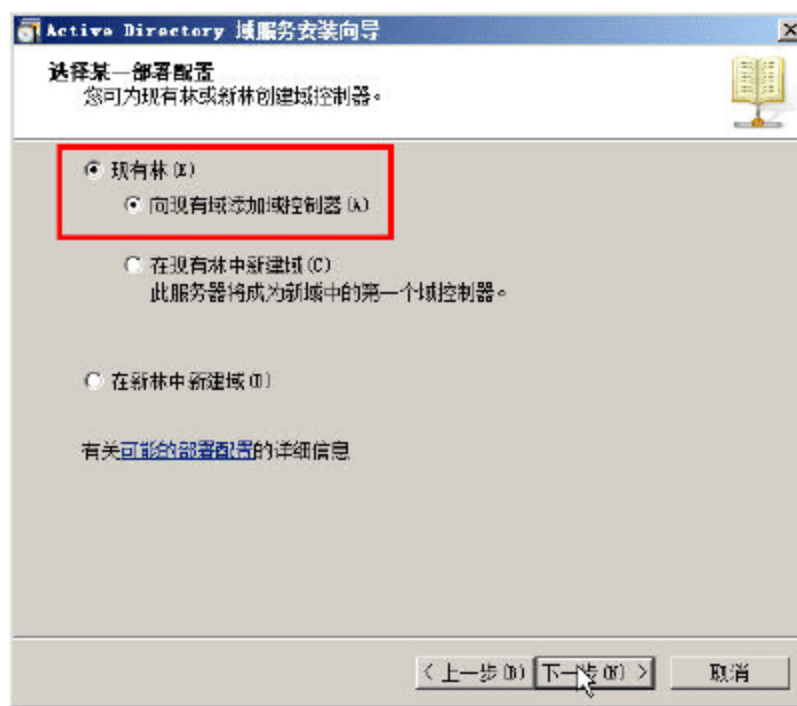 Active Directory 域服务安装向导
选择某一部署配置
您可为现有林或新林创建域控制器。
现有林(E)
向现有域添加域控制器(A)
在现有林中新建域(C)
此服务器将成为新域中的第一个域控制器。
在新林中新建域(D)
有关可能的部署配置的详细信息
< 上一步(B) 下一步(N) > 取消